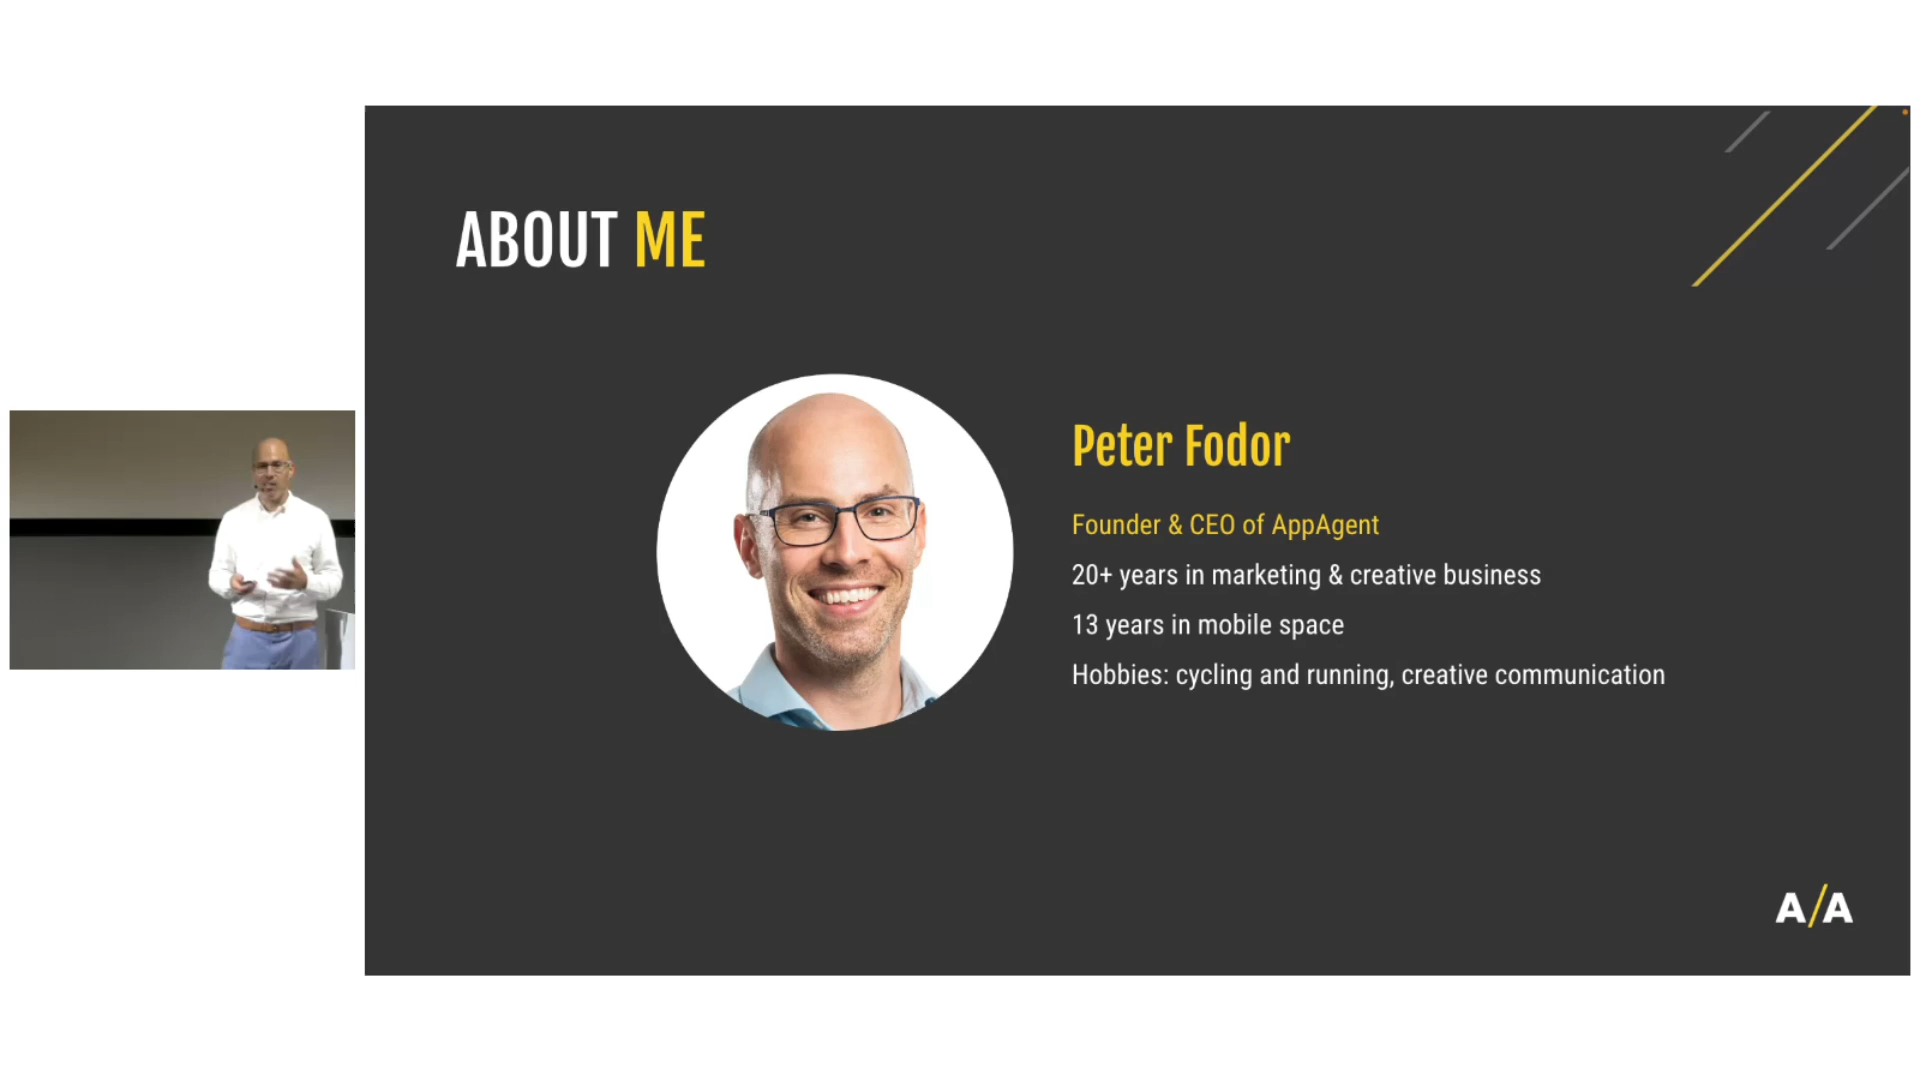 ABOUT ME
Peter Fodor
Founder & CEO of AppAgent
20+ years in marketing & creative business
13 years in mobile space
Hobbies: cycling and running, creative communication
A/A